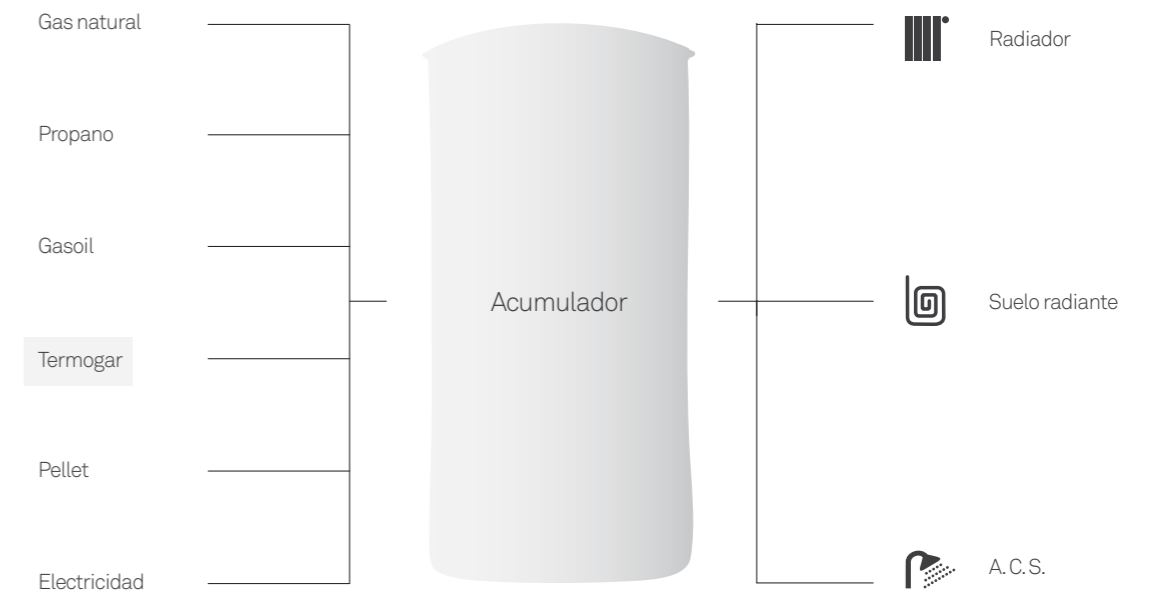 Gas natural
Propano
Gasoil
Termogar
Pellet
Electricidad
Acumulador
Radiador
Suelo radiante
A. C. S.